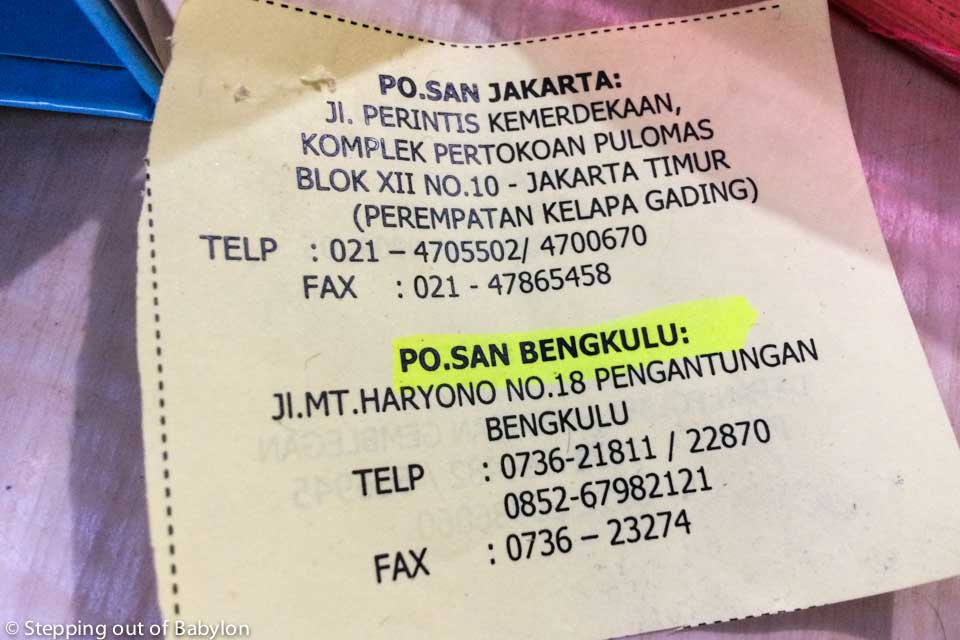 PO.SAN JAKARTA:
Jl. PERINTIS KEMERDEKAAN,
KOMPLEK PERTOKOAN PULOMAS
BLOK XII NO.10 - JAKARTA TIMUR
(PEREMPATAN KELAPA GADING)
TELP : 021 – 4705502/ 4700670
FAX : 021 - 47865458
PO.SAN BENGKULU:
Jl.MT.HARYONO NO.18 PENGANTUNGAN
BENGKULU
TELP : 0736-21811 / 22870
0852-67982121
FAX : 0736 – 23274
© Stepping out of Babylon